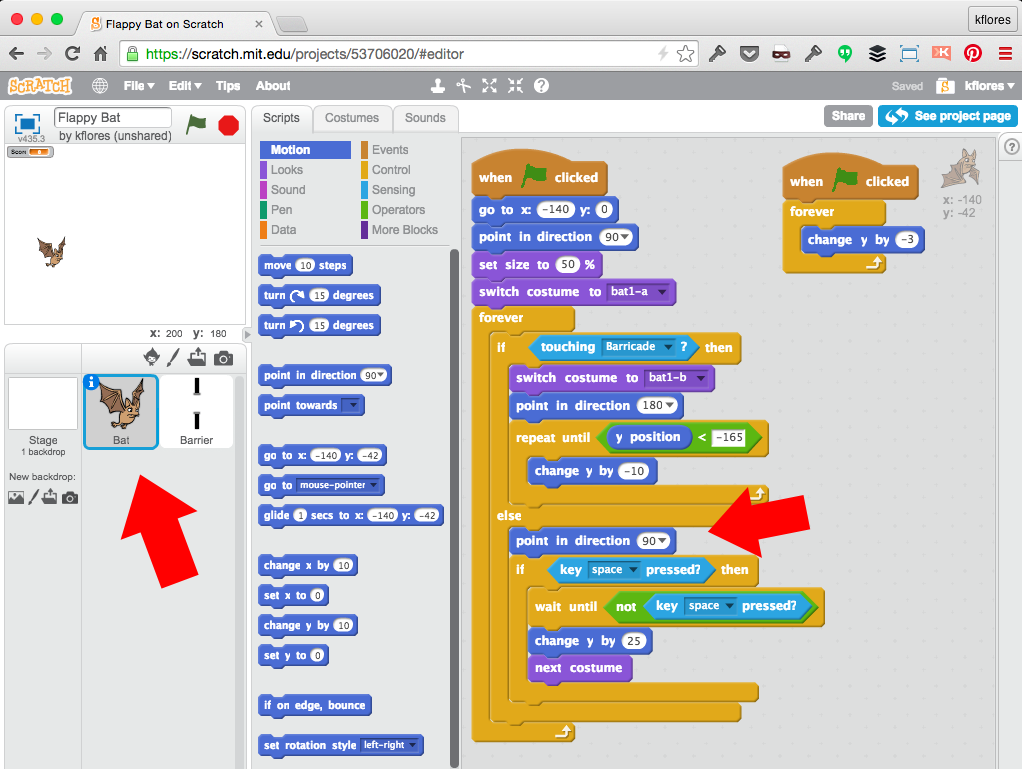 Flappy Bat on Scratch
kflores
https://scratch.mit.edu/projects/53706020/#editor
SCRATCH
File
Edit
Tips
About
Saved
kflores
v435.3
Flappy Bat
by kflores (unshared)
Scripts
Costumes
Sounds
Share
See project page
Motion
Looks
Sound
Pen
Data
Events
Control
Sensing
Operators
More Blocks
x: 200 y: 180
Stage
1 backdrop
New backdrop:
Bat
Barrier
move 10 steps
turn 15 degrees
turn 15 degrees
point in direction 90
point towards
go to x: -140 y: -42
go to mouse-pointer
glide 1 secs to x: -140 y: -42
change x by 10
set x to 0
change y by 10
set y to 0
if on edge, bounce
set rotation style left-right
when clicked
go to x: -140 y: 0
point in direction 90
set size to 50 %
switch costume to bat1-a
forever
if touching Barricade ? then
switch costume to bat1-b
point in direction 180
repeat until y position < -165
change y by -10
else
point in direction 90
if key space pressed? then
wait until not key space pressed?
change y by 25
next costume
when clicked
forever
change y by -3
x: -140
y: -42